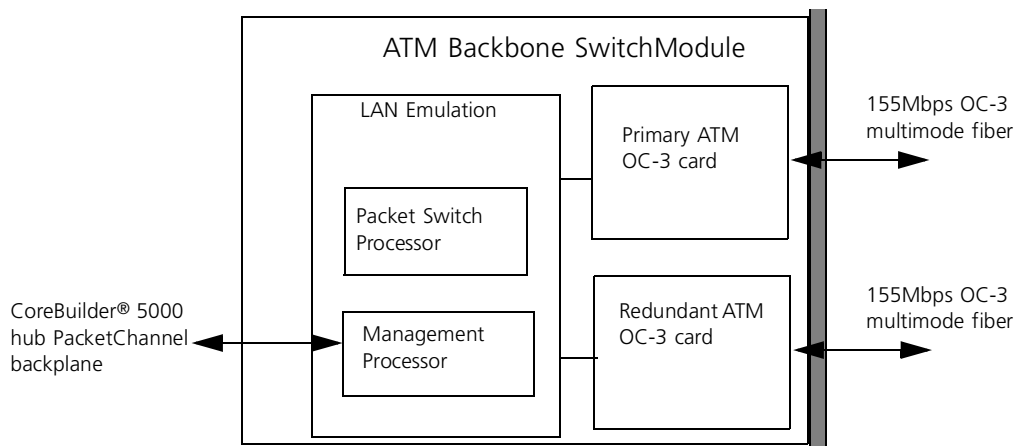 ATM Backbone SwitchModule
LAN Emulation
Primary ATM
OC-3 card
155Mbps OC-3
multimode fiber
Packet Switch
Processor
CoreBuilder® 5000
hub PacketChannel
backplane
Management
Processor
Redundant ATM
OC-3 card
155Mbps OC-3
multimode fiber